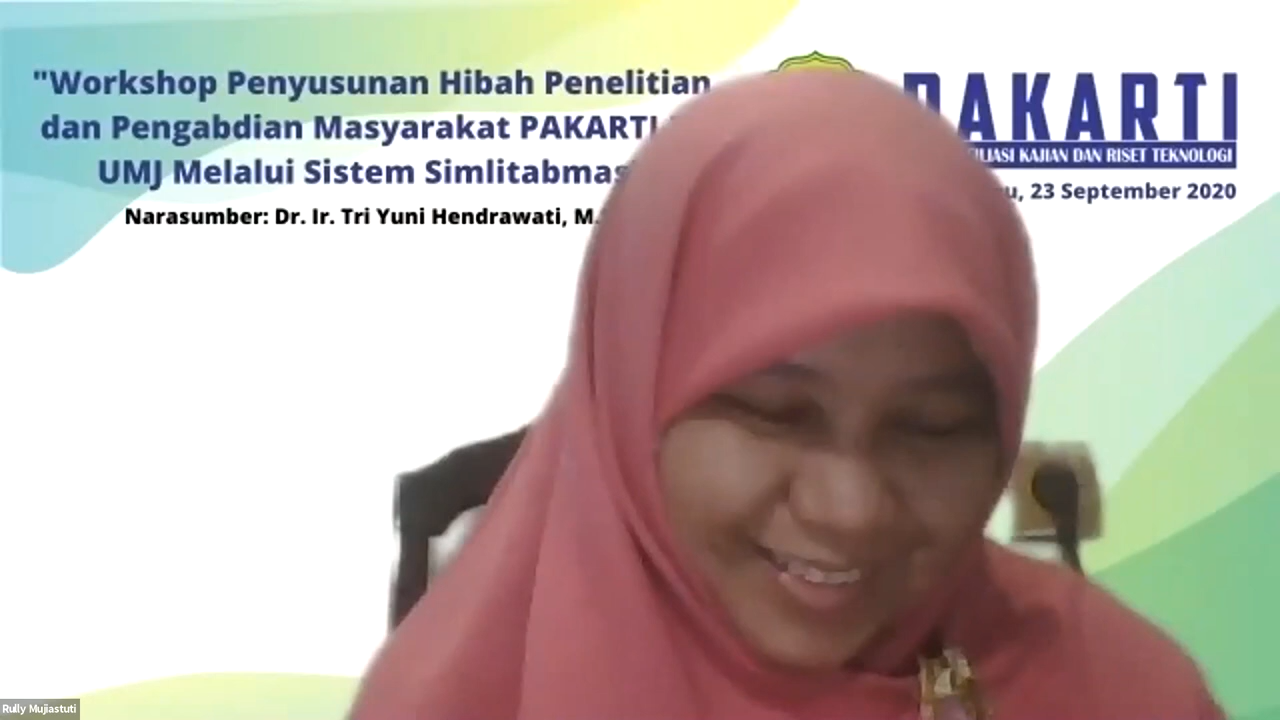 "Workshop Penyusunan Hibah Penelitian
dan Pengabdian Masyarakat PAKARTI
UMJ Melalui Sistem Simlitabmas
Narasumber: Dr. Ir. Tri Yuni Hendrawati, M.
PAKARTI
KAJIAN DAN RISET TEKNOLOGI
23 September 2020
Rully Mujiastuti